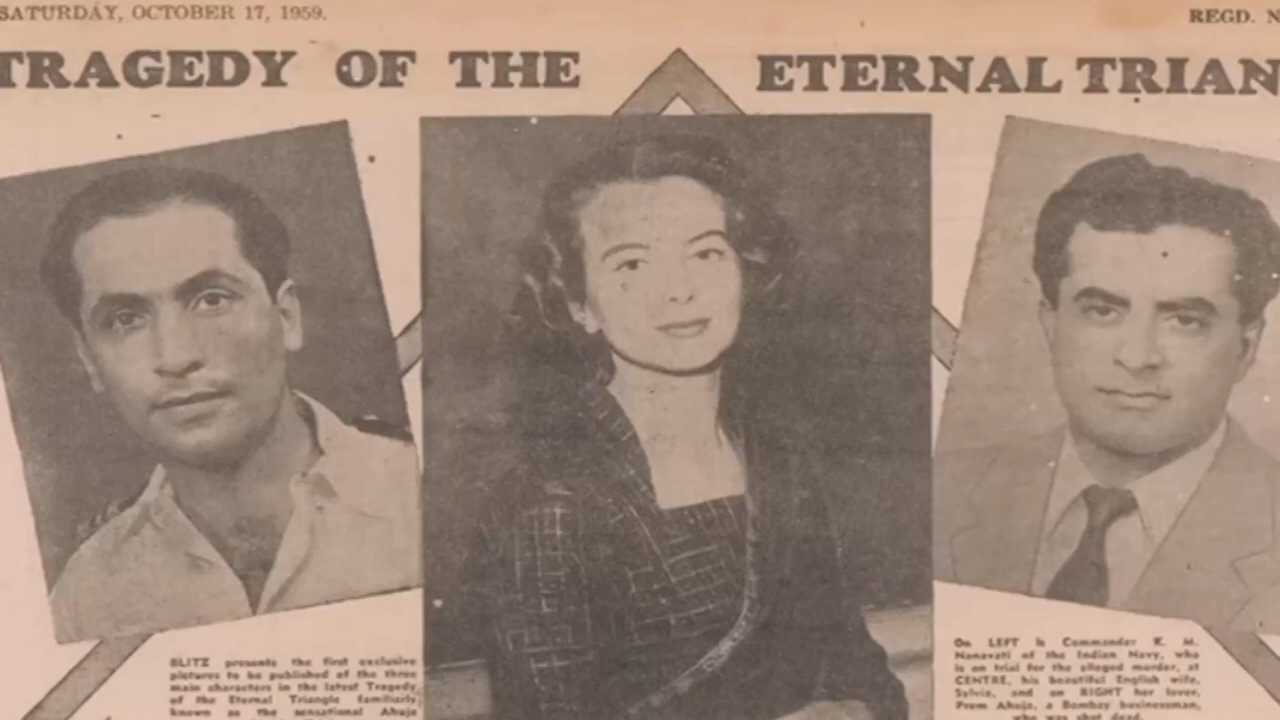 SATURDAY, OCTOBER 17, 1959.
REGD. N
TRAGEDY OF THE ETERNAL TRIAN
BLITZ presents the first exclusive
pictures to be published of the three
main characters in the latest Tragedy
of the Eternal Triangle familiarly
known as the sensational Ahuja
On LEFT is Commander K. M.
Nanavati of the Indian Navy, who
is on trial for the alleged murder, at
CENTRE, his beautiful English wife,
Sylvia, and on RIGHT her lover,
Prem Ahuja, a Bombay businessman,
who was shot dead.